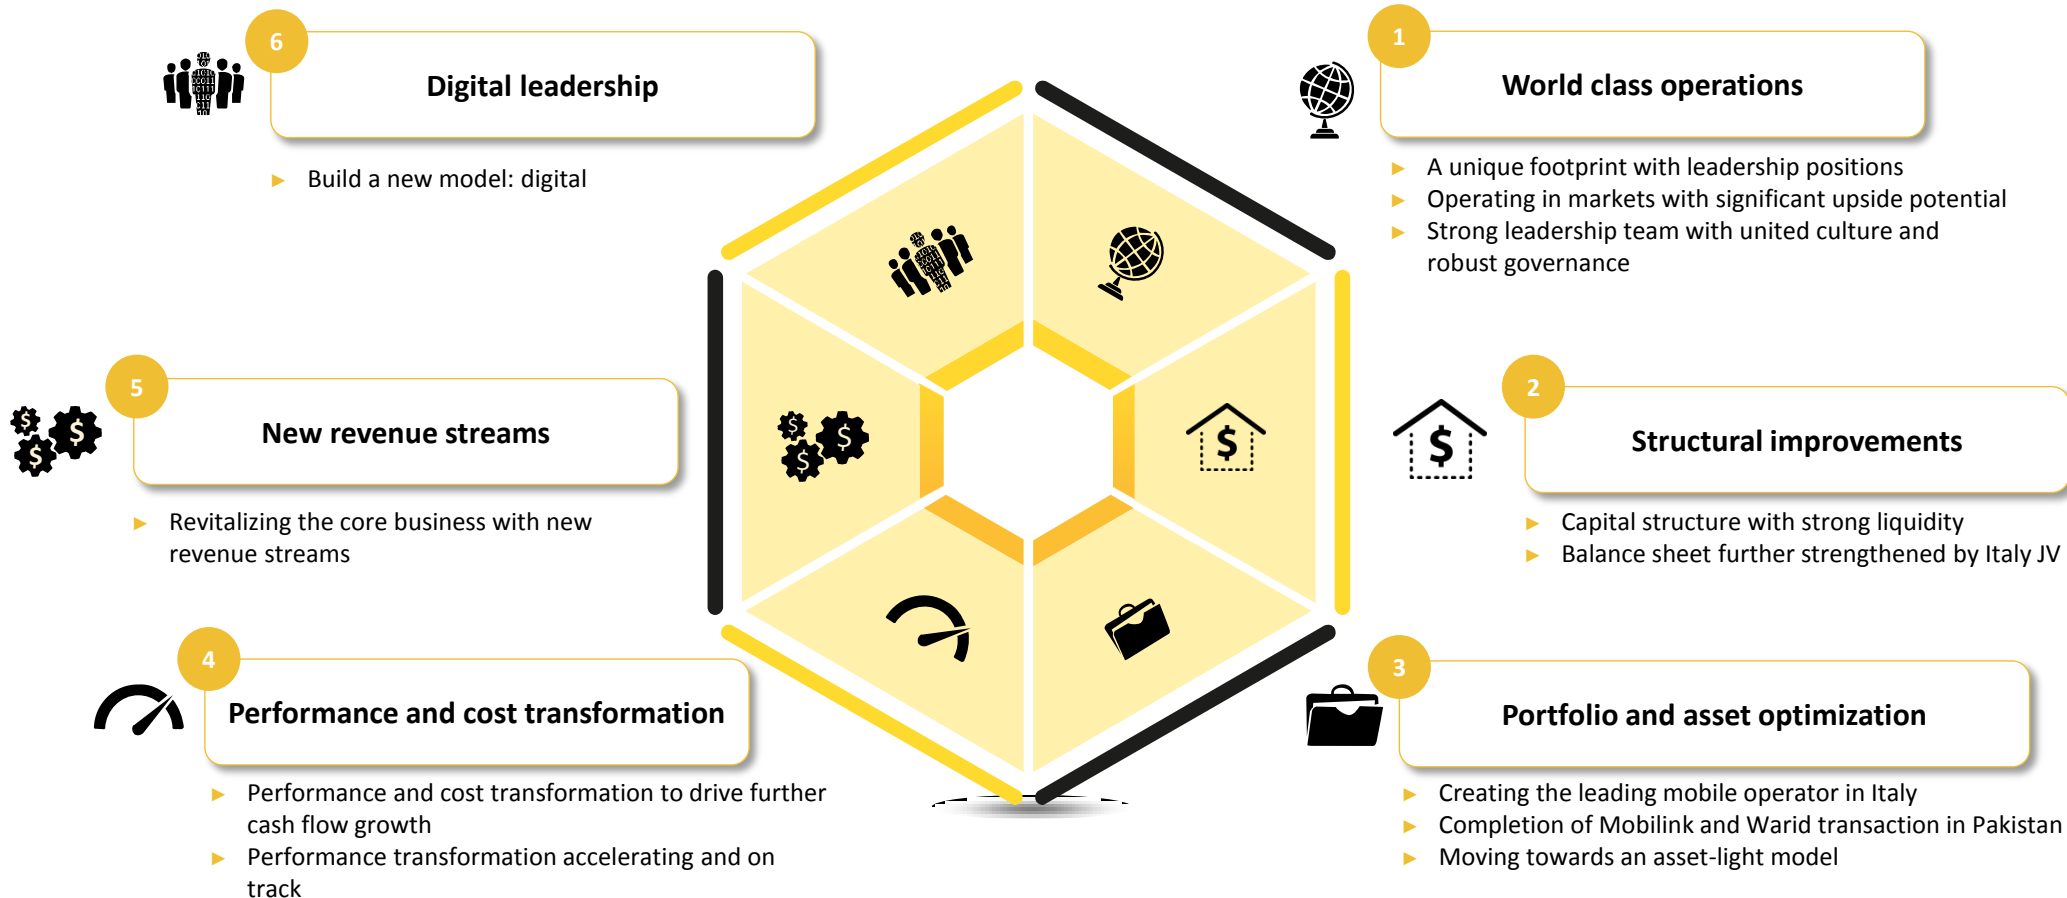 6
Digital leadership
► Build a new model: digital
1
World class operations
► A unique footprint with leadership positions
► Operating in markets with significant upside potential
► Strong leadership team with united culture and
robust governance
5
New revenue streams
► Revitalizing the core business with new
revenue streams
2
Structural improvements
► Capital structure with strong liquidity
► Balance sheet further strengthened by Italy JV
4
Performance and cost transformation
► Performance and cost transformation to drive further
cash flow growth
► Performance transformation accelerating and on
track
3
Portfolio and asset optimization
► Creating the leading mobile operator in Italy
► Completion of Mobilink and Warid transaction in Pakistan
► Moving towards an asset-light model